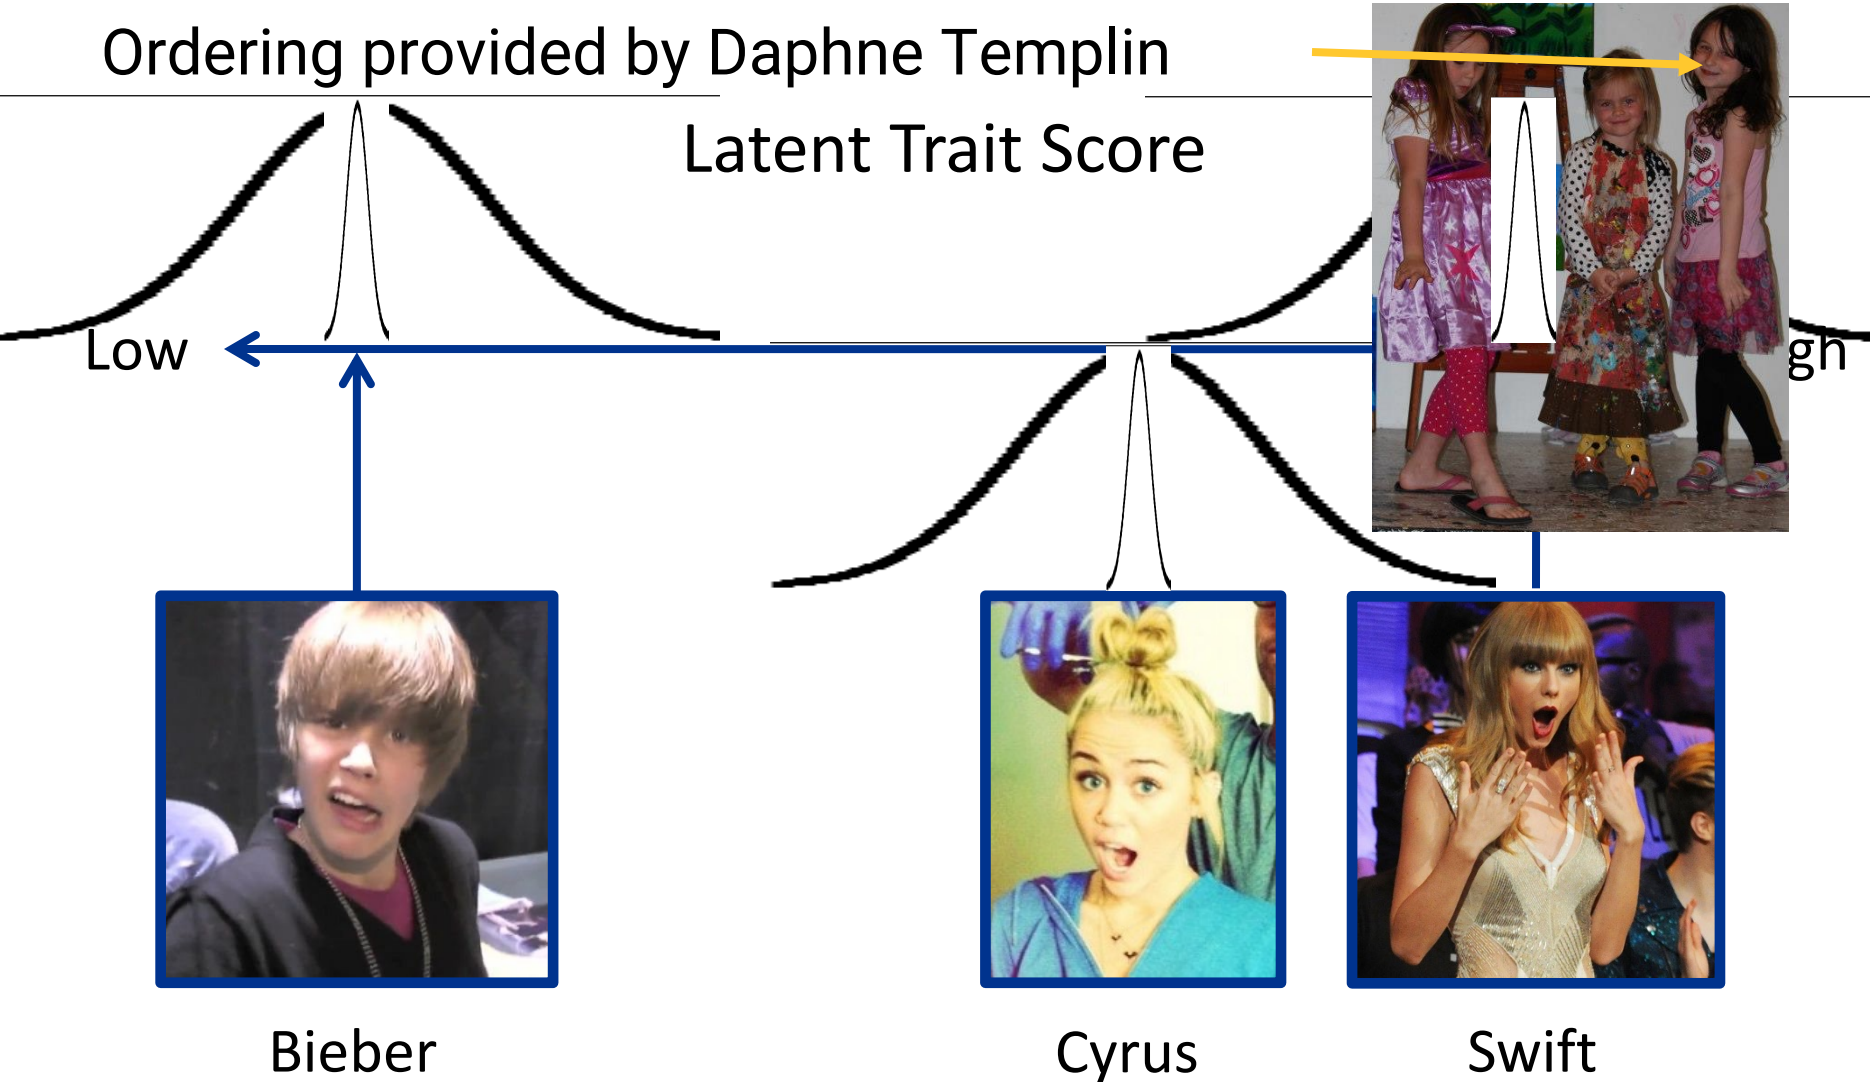 Ordering provided by Daphne Templin
Latent Trait Score
Low
gh
Bieber
Cyrus
Swift